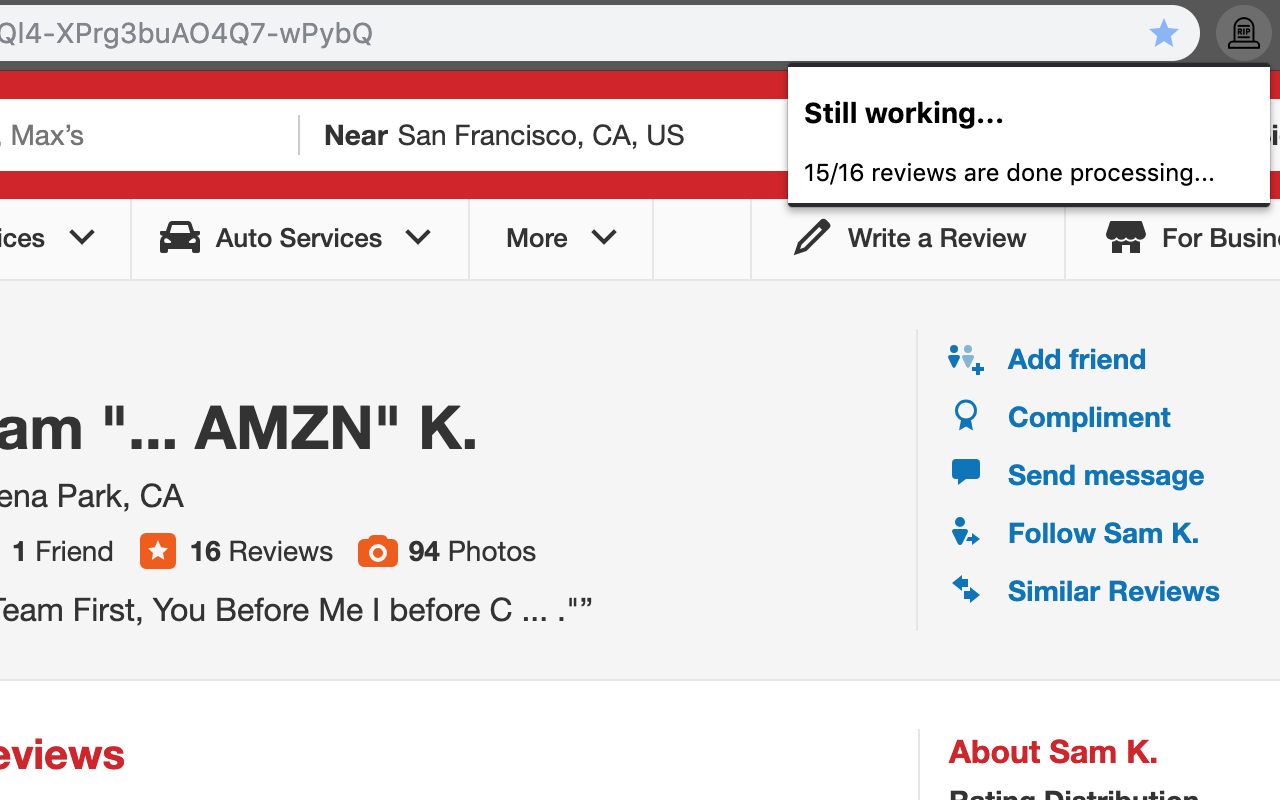 Ql4-XPrg3buAO4Q7-wPybQ
RIP
Still working...
15/16 reviews are done processing...
, Max’s
Near San Francisco, CA, US
ices
Auto Services
More
Write a Review
For Busin
am "... AMZN" K.
ena Park, CA
1 Friend
16 Reviews
94 Photos
Team First, You Before Me I before C ... ."”
Add friend
Compliment
Send message
Follow Sam K.
Similar Reviews
eviews
About Sam K.
Rating Distribution